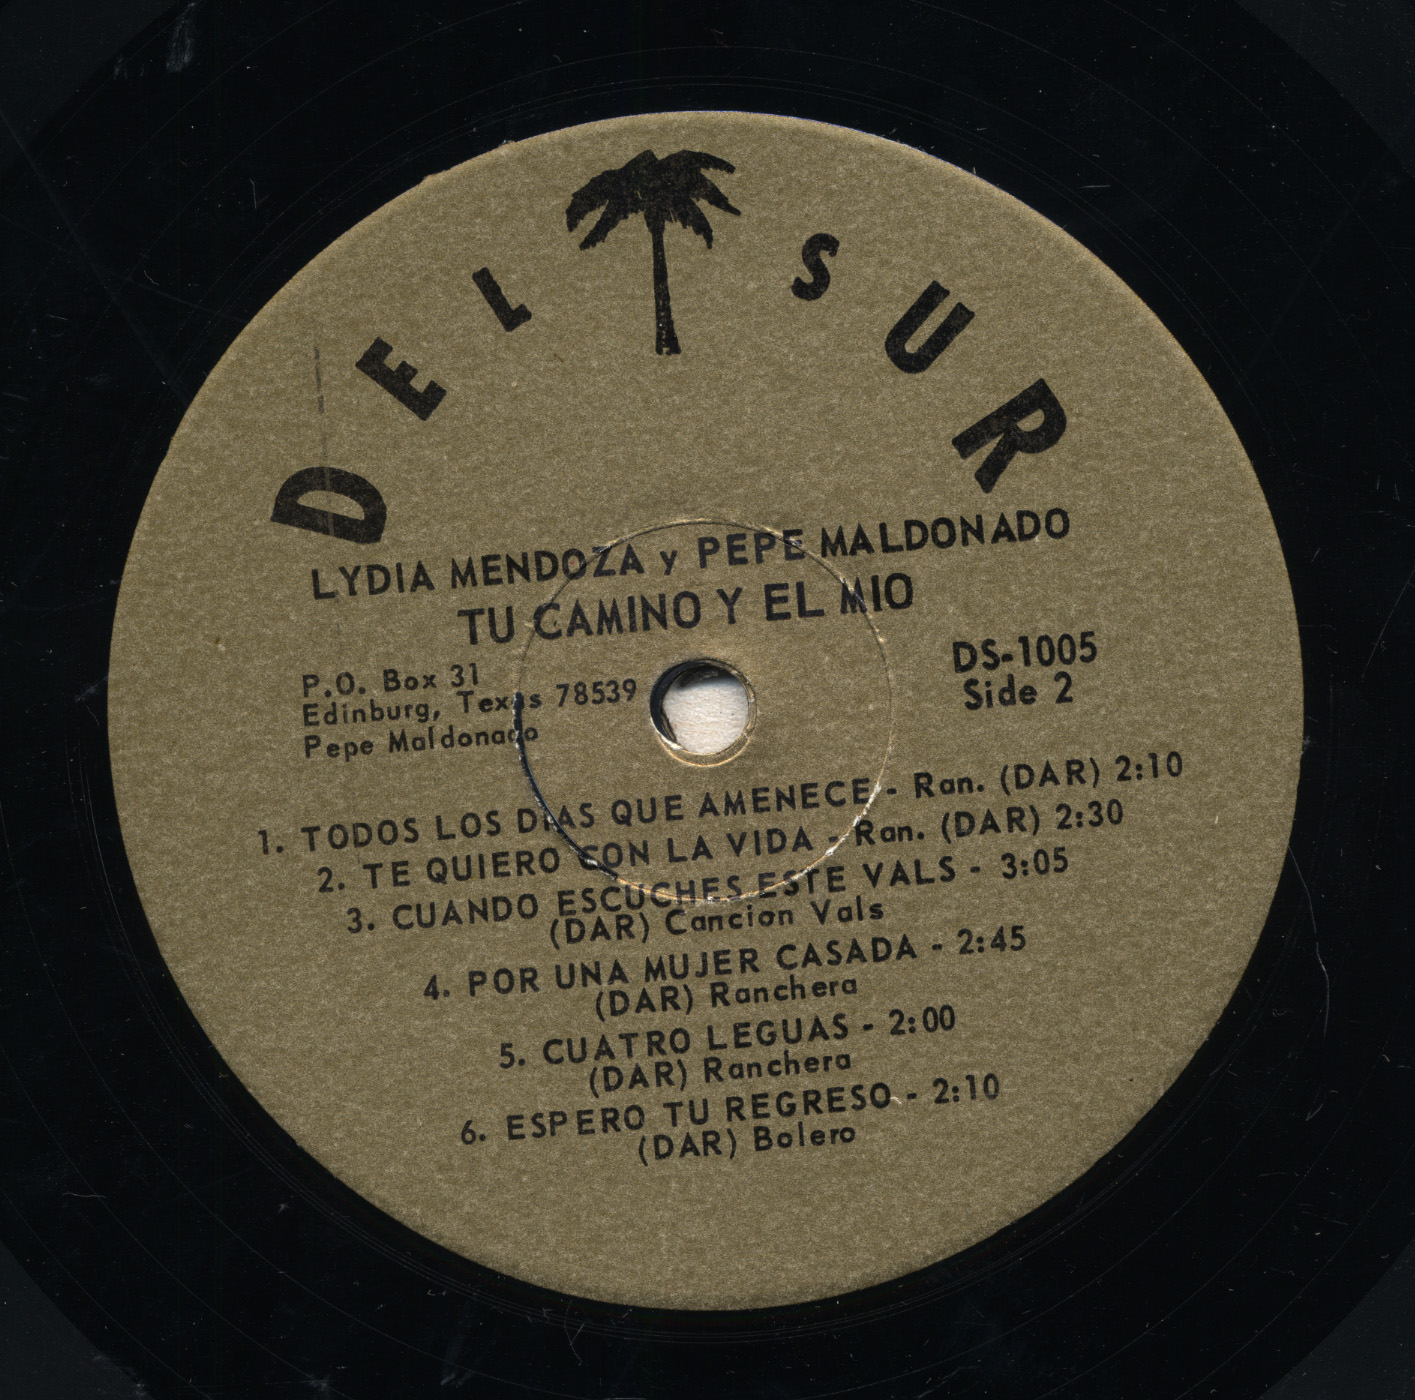 DEL SUR
LYDIA MENDOZA y PEPE MALDONADO
TU CAMINO Y EL MIO
P.O. Box 31
Edinburg, Texas 78539
Pepe Maldonado
DS-1005
Side 2
1. TODOS LOS DIAS QUE AMENECE - Ran. (DAR) 2:10
2. TE QUIERO CON LA VIDA - Ran. (DAR) 2:30
3. CUANDO ESCUCHES ESTE VALS - 3:05
(DAR) Cancion Vals
4. POR UNA MUJER CASADA - 2:45
(DAR) Ranchera
5. CUATRO LEGUAS - 2:00
(DAR) Ranchera
6. ESPERO TU REGRESO - 2:10
(DAR) Bolero